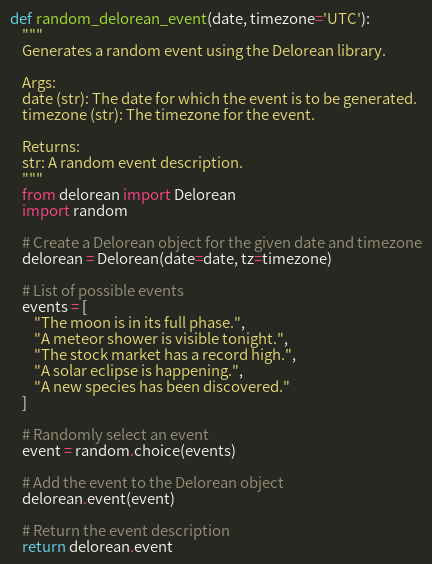 def random_delorean_event(date, timezone='UTC'):
"""
Generates a random event using the Delorean library.
Args:
date (str): The date for which the event is to be generated.
timezone (str): The timezone for the event.
Returns:
str: A random event description.
"""
from delorean import Delorean
import random
# Create a Delorean object for the given date and timezone
delorean = Delorean(date=date, tz=timezone)
# List of possible events
events = [
"The moon is in its full phase.",
"A meteor shower is visible tonight.",
"The stock market has a record high.",
"A solar eclipse is happening.",
"A new species has been discovered."
]
# Randomly select an event
event = random.choice(events)
# Add the event to the Delorean object
delorean.event(event)
# Return the event description
return delorean.event